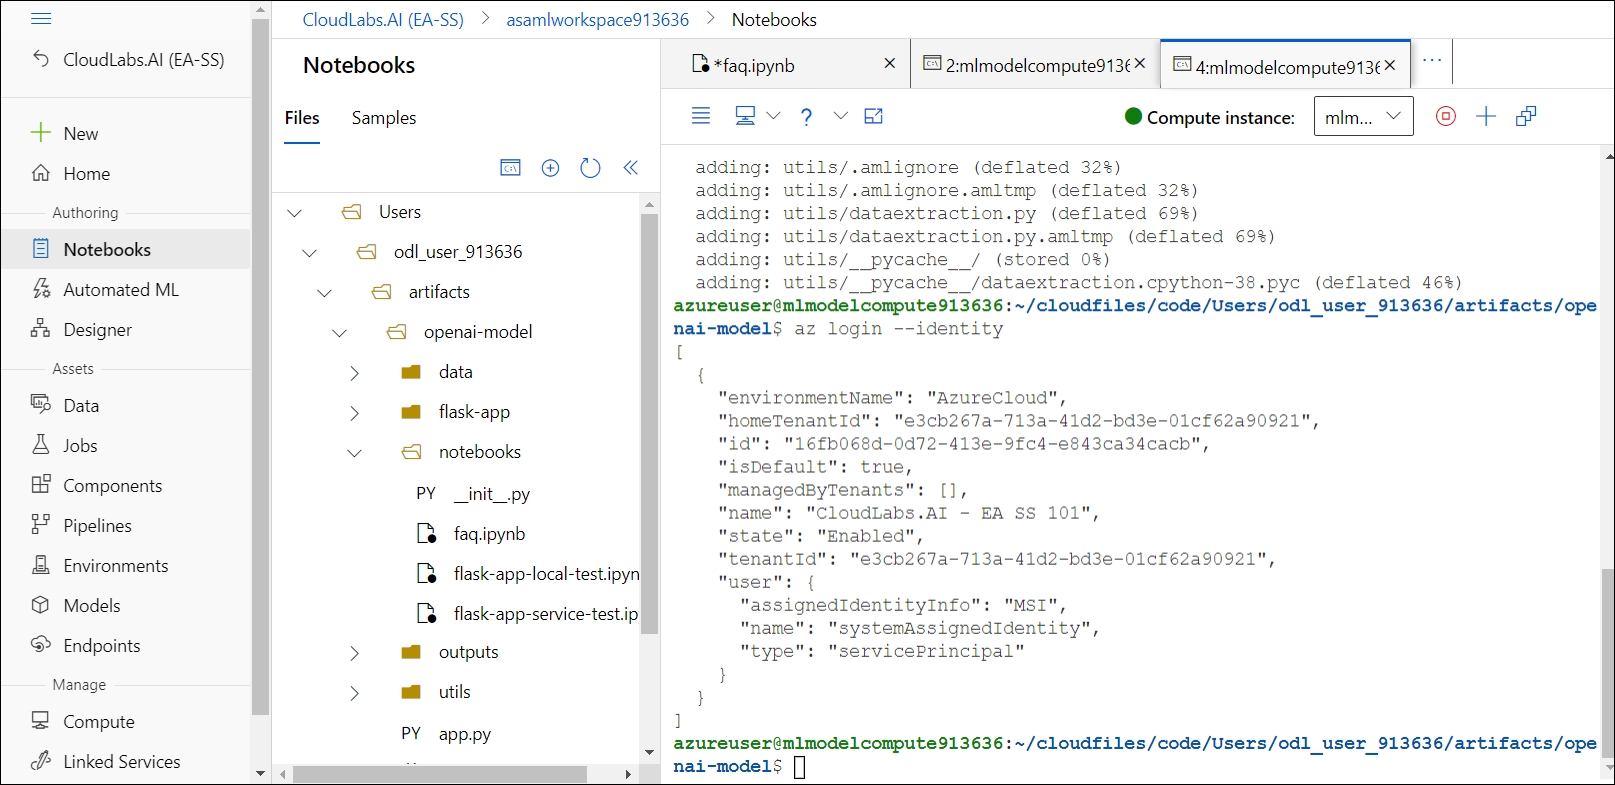 CloudLabs.AI (EA-SS)
New
Home
Authoring
Notebooks
Automated ML
Designer
Assets
Data
Jobs
Components
Pipelines
Environments
Models
Endpoints
Manage
Compute
Linked Services
CloudLabs.AI (EA-SS) > asamlworkspace913636 > Notebooks
Notebooks
Files Samples
Users
odl_user_913636
artifacts
openai-model
data
flask-app
notebooks
PY __init__.py
faq.ipynb
flask-app-local-test.ipyn
flask-app-service-test.ip
outputs
utils
PY app.py
*faq.ipynb
2:mlmodelcompute9136
4:mlmodelcompute9136
...
Compute instance: mlm...
adding: utils/.amlignore (deflated 32%)
adding: utils/.amlignore.amltmp (deflated 32%)
adding: utils/dataextraction.py (deflated 69%)
adding: utils/dataextraction.py.amltmp (deflated 69%)
adding: utils/__pycache__/ (stored 0%)
adding: utils/__pycache__/dataextraction.cpython-38.pyc (deflated 46%)
azureuser@mlmodelcompute913636:~/cloudfiles/code/Users/odl_user_913636/artifacts/ope
nai-model$ az login --identity
[
{
"environmentName": "AzureCloud",
"homeTenantId": "e3cb267a-713a-41d2-bd3e-01cf62a90921",
"id": "16fb068d-0d72-413e-9fc4-e843ca34cacb",
"isDefault": true,
"managedByTenants": [],
"name": "CloudLabs.AI - EA SS 101",
"state": "Enabled",
"tenantId": "e3cb267a-713a-41d2-bd3e-01cf62a90921",
"user": {
"assignedIdentityInfo": "MSI",
"name": "systemAssignedIdentity",
"type": "servicePrincipal"
}
}
]
azureuser@mlmodelcompute913636:~/cloudfiles/code/Users/odl_user_913636/artifacts/ope
nai-model$